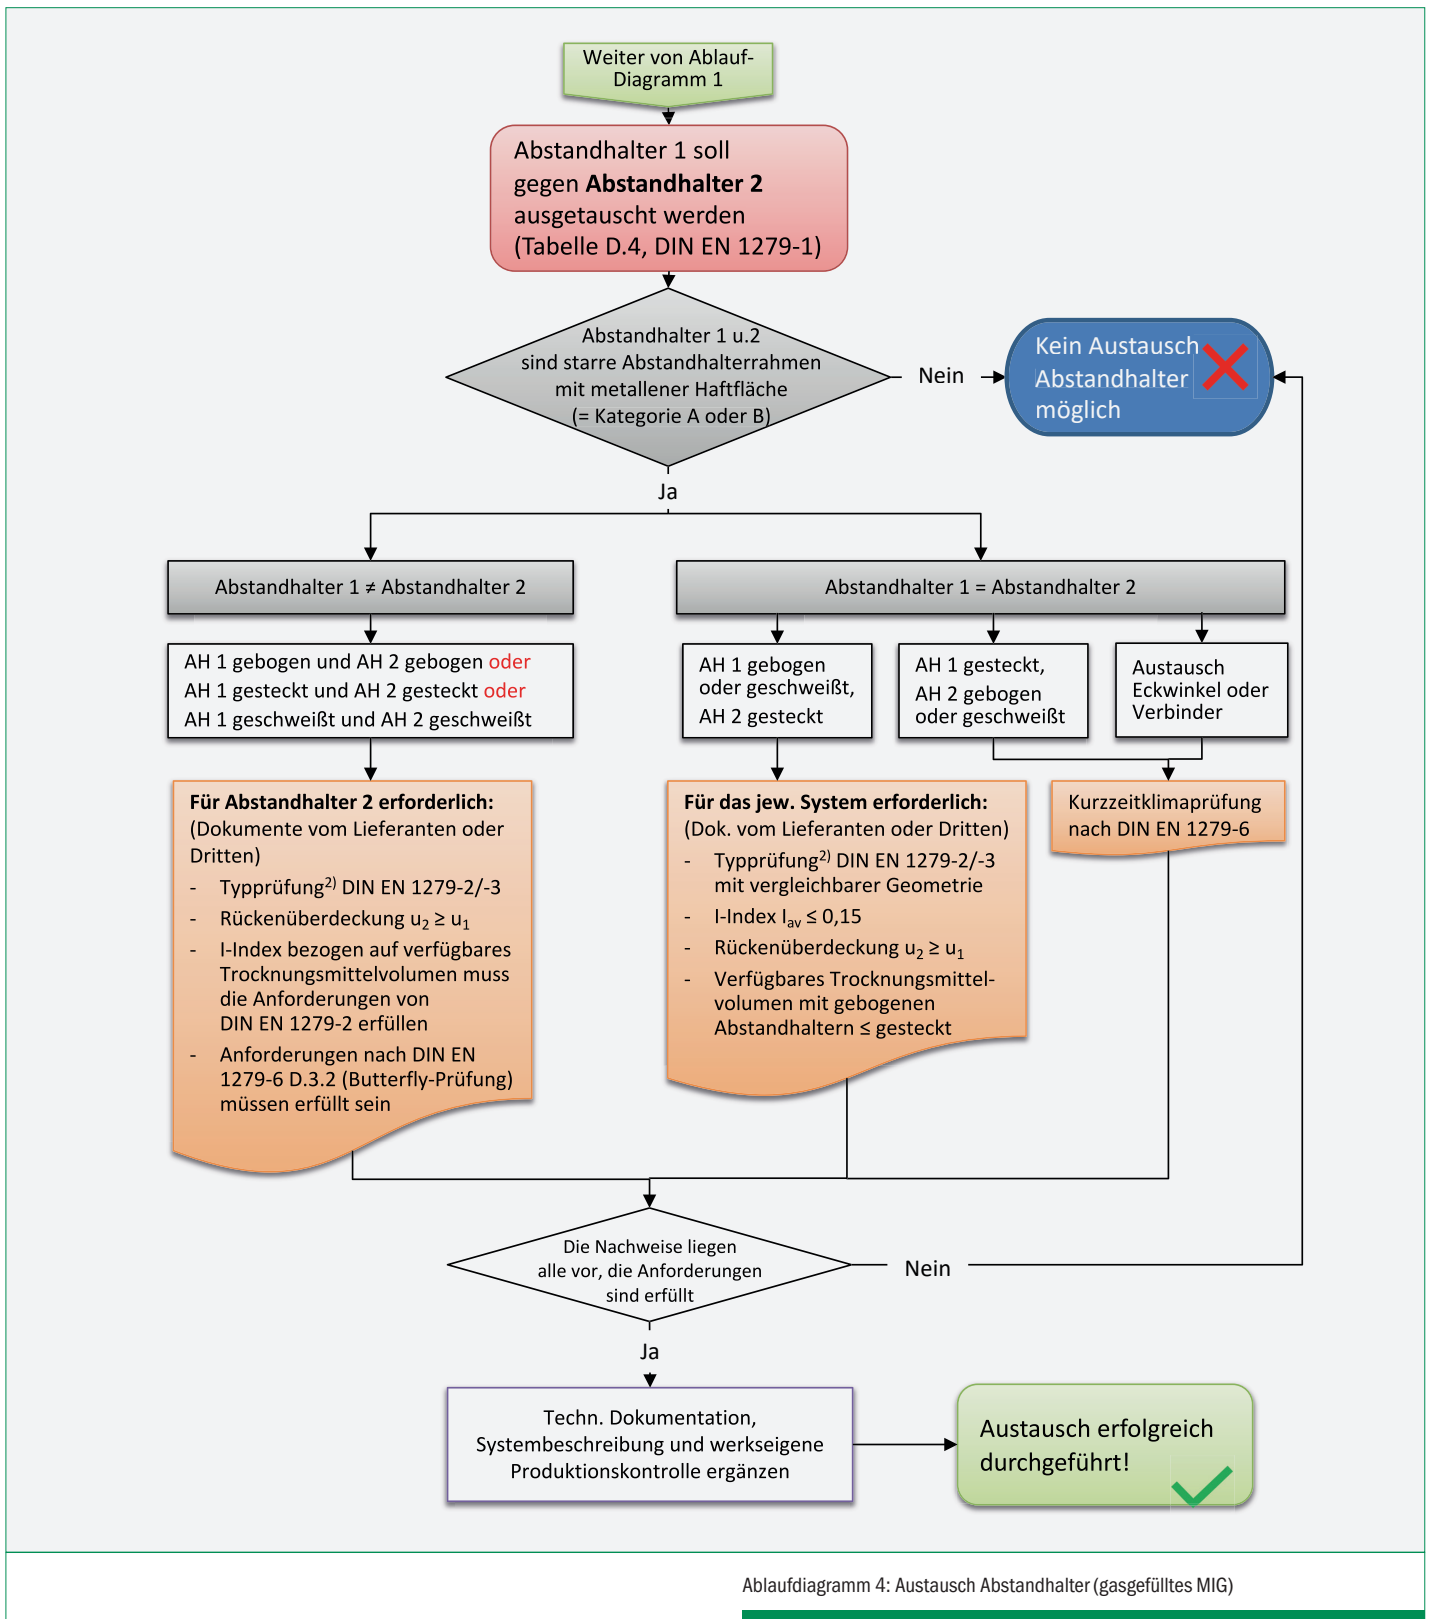 Weiter von Ablauf-
Diagramm 1
Abstandhalter 1 soll
gegen Abstandhalter 2
ausgetauscht werden
(Tabelle D.4, DIN EN 1279-1)
Abstandhalter 1 u.2
sind starre Abstandhalterrahmen
mit metallener Haftfläche
(= Kategorie A oder B)
Nein
Kein Austausch
Abstandhalter
möglich
Ja
Abstandhalter 1 ≠ Abstandhalter 2
Abstandhalter 1 = Abstandhalter 2
AH 1 gebogen und AH 2 gebogen oder
AH 1 gesteckt und AH 2 gesteckt oder
AH 1 geschweißt und AH 2 geschweißt
AH 1 gebogen
oder geschweißt,
AH 2 gesteckt
AH 1 gesteckt,
AH 2 gebogen
oder geschweißt
Austausch
Eckwinkel oder
Verbinder
Für Abstandhalter 2 erforderlich:
(Dokumente vom Lieferanten oder
Dritten)
- Typprüfung2) DIN EN 1279-2/-3
- Rückenüberdeckung u2 ≥ u1
- I-Index bezogen auf verfügbares
Trocknungsmittelvolumen muss
die Anforderungen von
DIN EN 1279-2 erfüllen
- Anforderungen nach DIN EN
1279-6 D.3.2 (Butterfly-Prüfung)
müssen erfüllt sein
Für das jew. System erforderlich:
(Dok. vom Lieferanten oder Dritten)
- Typprüfung2) DIN EN 1279-2/-3
mit vergleichbarer Geometrie
- I-Index Iav ≤ 0,15
- Rückenüberdeckung u2 ≥ u1
- Verfügbares Trocknungsmittel-
volumen mit gebogenen
Abstandhaltern ≤ gesteckt
Kurzzeitklimaprüfung
nach DIN EN 1279-6
Die Nachweise liegen
alle vor, die Anforderungen
sind erfüllt
Nein
Ja
Techn. Dokumentation,
Systembeschreibung und werkseigene
Produktionskontrolle ergänzen
Austausch erfolgreich
durchgeführt!
Ablaufdiagramm 4: Austausch Abstandhalter (gasgefülltes MIG)